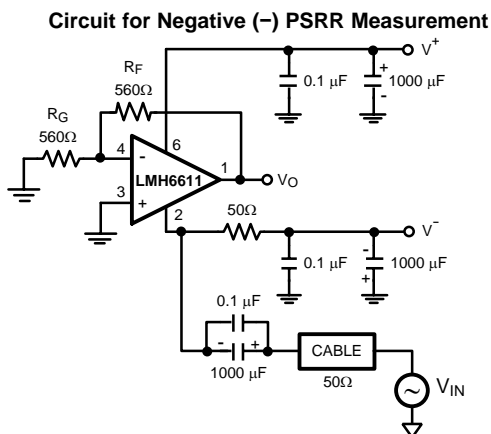 Circuit for Negative (−) PSRR Measurement
V+
+
0.1 μF
1000 μF
-
RF
560Ω
RG
560Ω
4
-
6
LMH6611
1
VO
3
+
2
50Ω
V−
-
0.1 μF
1000 μF
+
0.1 μF
-
+
1000 μF
CABLE
50Ω
~
VIN